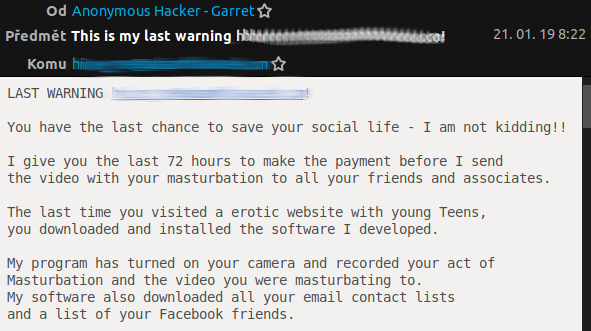 Od Anonymous Hacker - Garret
Předmět This is my last warning
21. 01. 19 8:22
Komu
LAST WARNING
You have the last chance to save your social life - I am not kidding!!
I give you the last 72 hours to make the payment before I send
the video with your masturbation to all your friends and associates.
The last time you visited a erotic website with young Teens,
you downloaded and installed the software I developed.
My program has turned on your camera and recorded your act of
Masturbation and the video you were masturbating to.
My software also downloaded all your email contact lists
and a list of your Facebook friends.